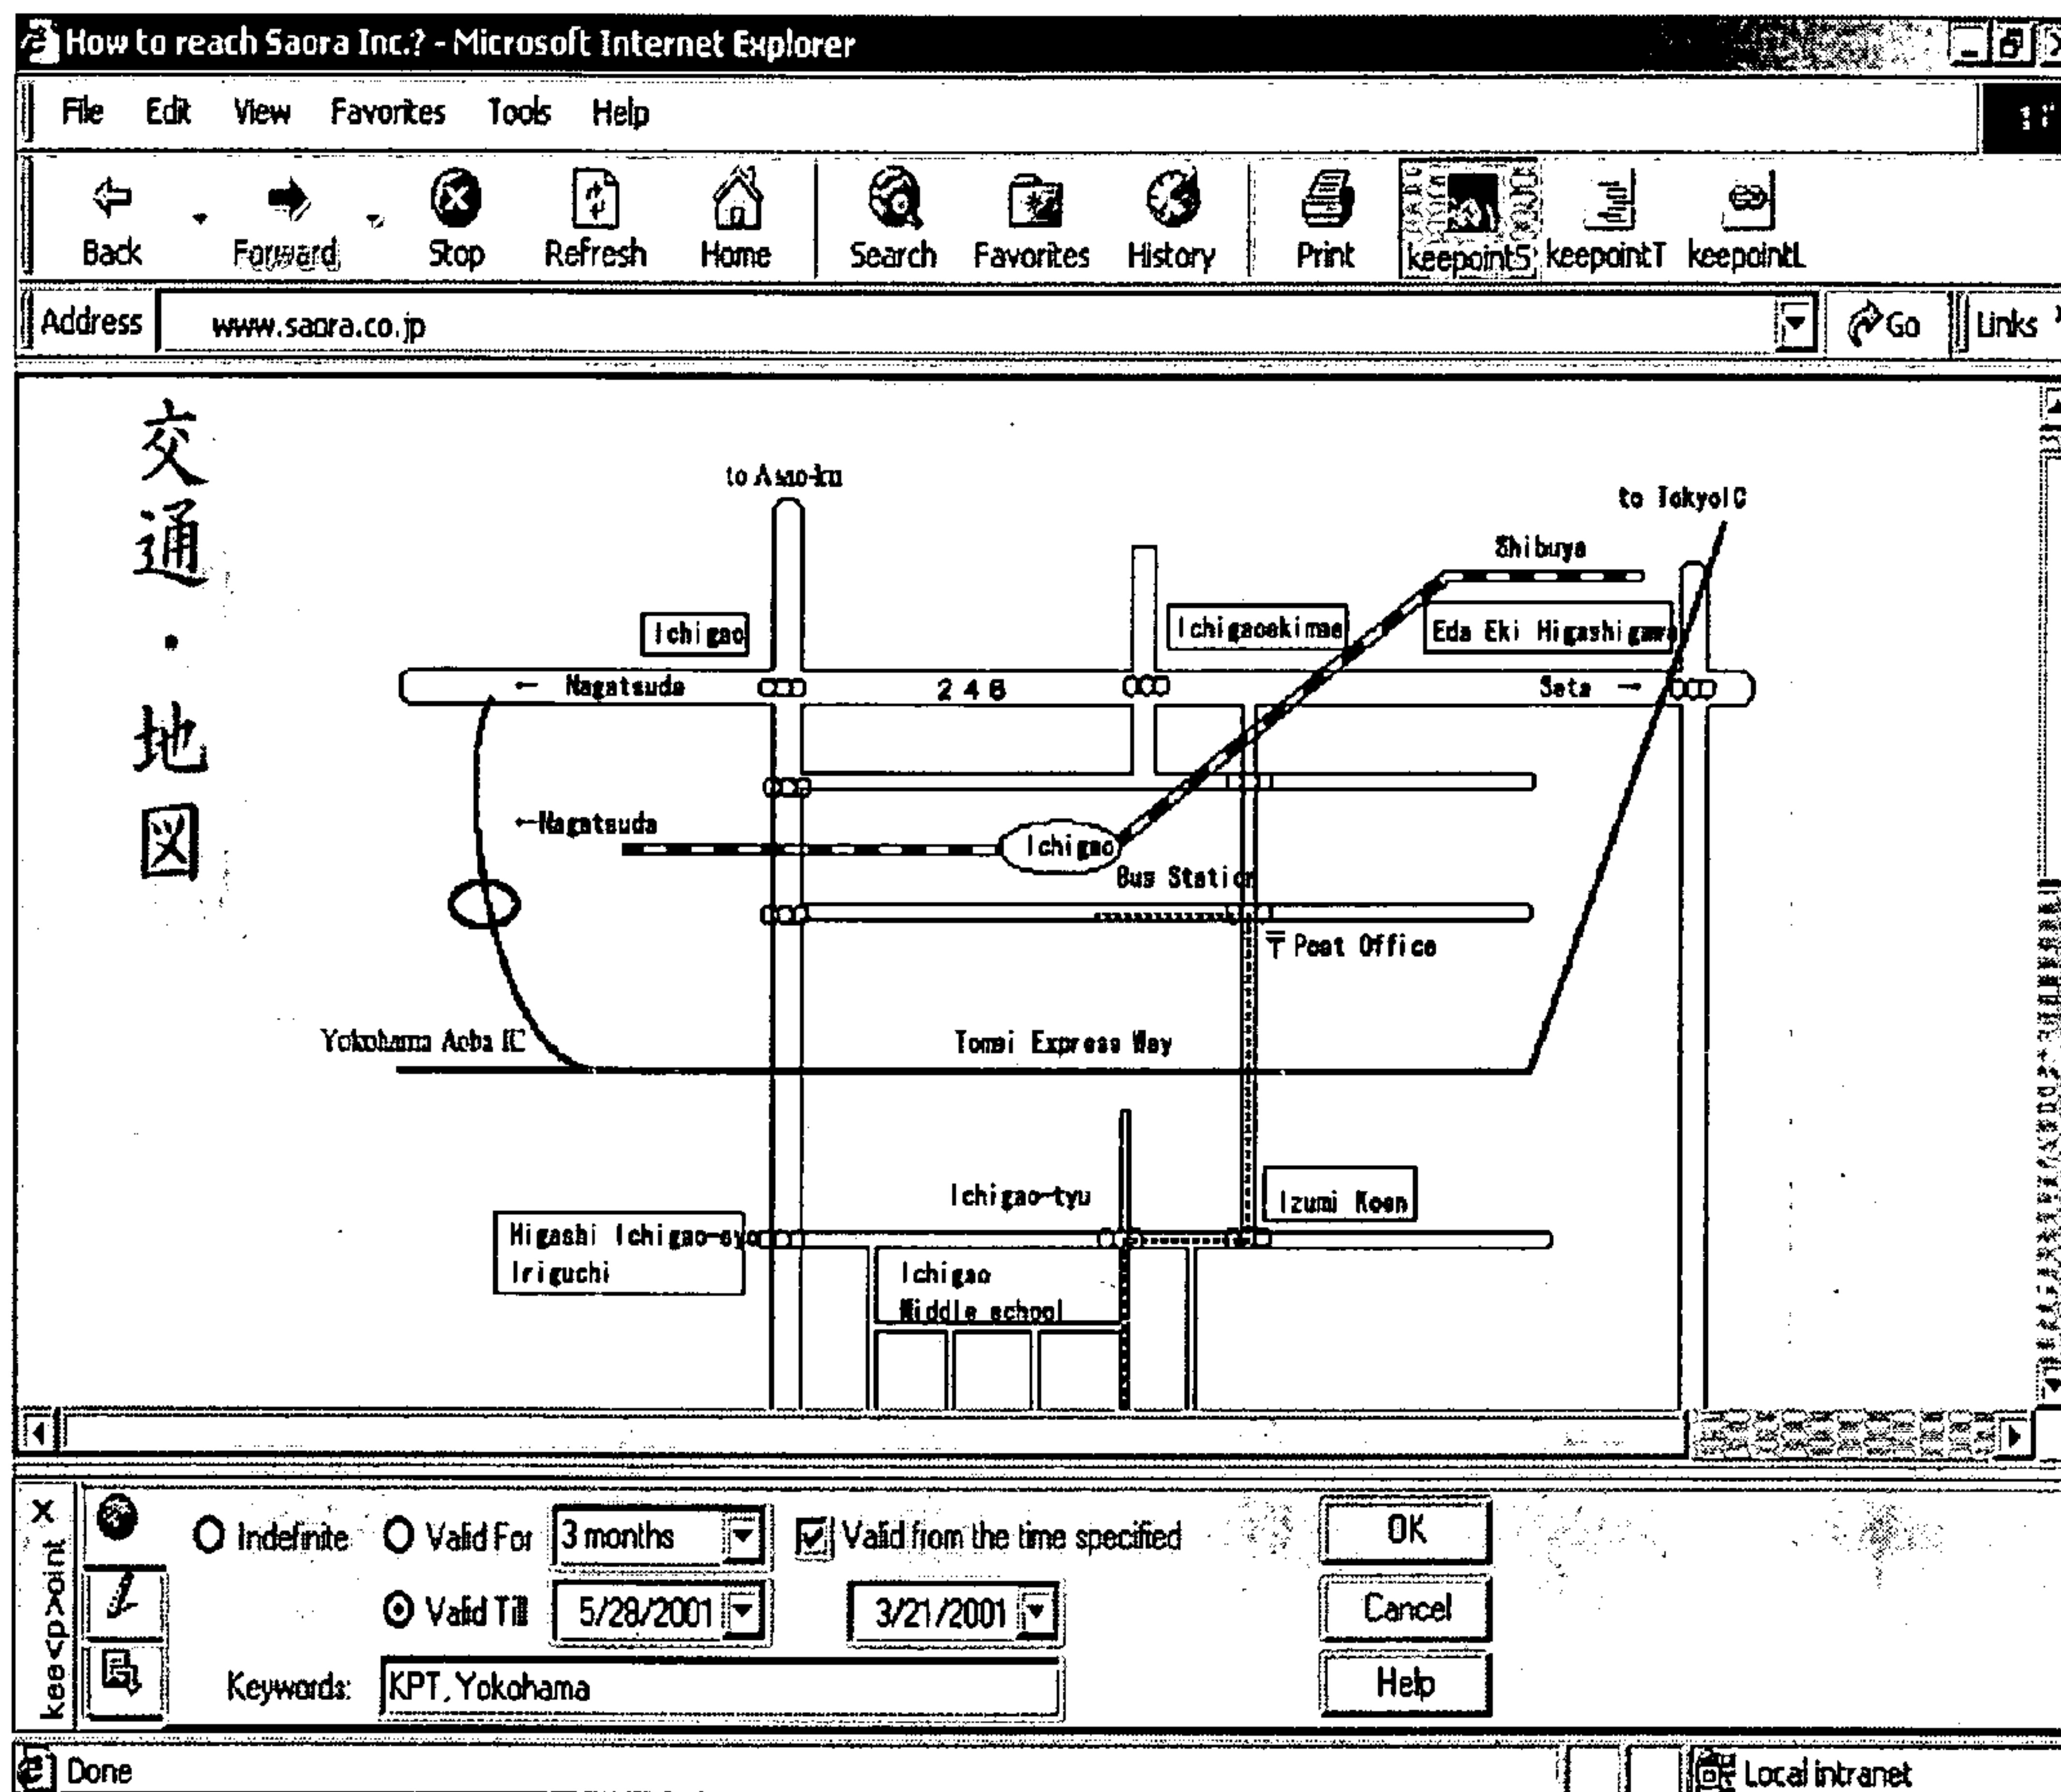 How to reach Saora Inc.? - Microsoft Internet Explorer
File Edit View Favorites Tools Help
Back Forward Stop Refresh Home Search Favorites History Print keepointS keepointT keepointL
Address www.saora.co.jp Go Links
交通・地図
to Asao-ku
to TokyoIC
Shibuya
Ichigao
Ichigaoekimae
Eda Eki Higashigawa
← Nagatsuda
246
Seta →
←Nagatsuda
Ichigao
Bus Station
〒Post Office
Yokohama Aoba IC
Tomei Express Way
Ichigao-tyu
Izumi Koen
Higashi Ichigao-syo
Iriguchi
Ichigao
Middle school
kee<p>oint
Indefinite Valid For 3 months Valid from the time specified OK
Valid Till 5/28/2001 3/21/2001 Cancel
Keywords: KPT, Yokohama Help
Done Local intranet